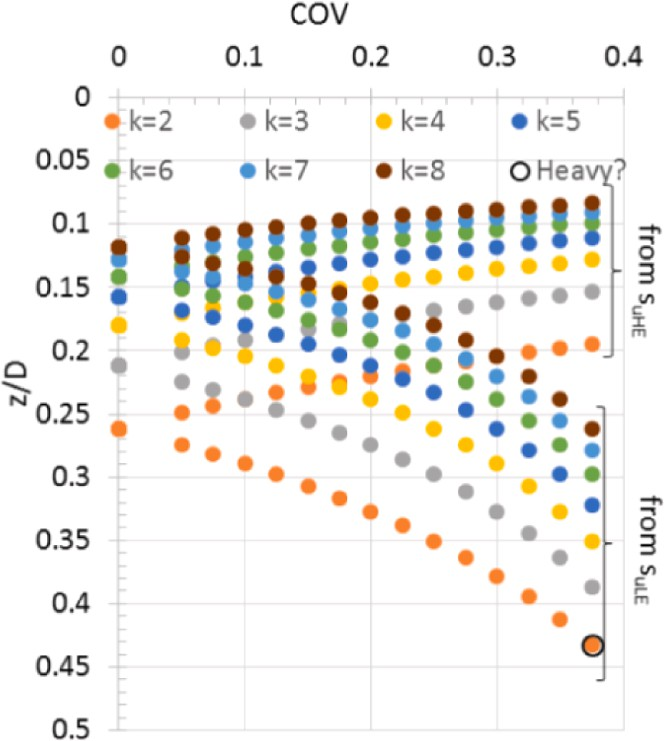 COV
0 0.1 0.2 0.3 0.4
0
k=2 k=3 k=4 k=5
0.05
k=6 k=7 k=8 Heavy?
0.1
0.15
0.2
0.25
0.3
0.35
0.4
0.45
0.5
z/D
from suHE
from suLE